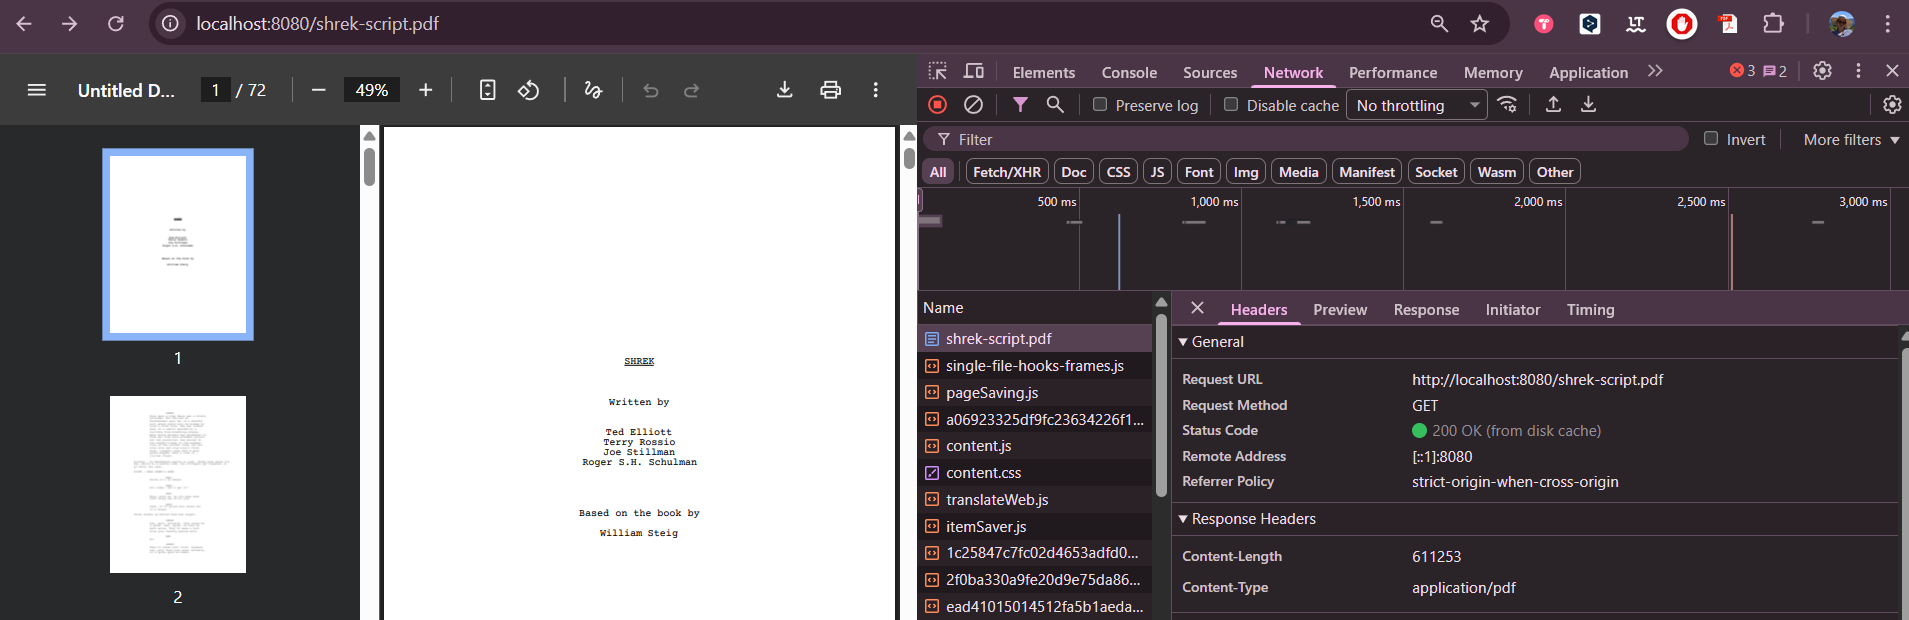 localhost:8080/shrek-script.pdf
Untitled D... 1 / 72 49%
1
2
SHREK
Written by
Ted Elliott
Terry Rossio
Joe Stillman
Roger S.H. Schulman
Based on the book by
William Steig
Elements Console Sources Network Performance Memory Application 3 2
Preserve log Disable cache No throttling
Filter Invert More filters
All Fetch/XHR Doc CSS JS Font Img Media Manifest Socket Wasm Other
500 ms 1,000 ms 1,500 ms 2,000 ms 2,500 ms 3,000 ms
Name
shrek-script.pdf
single-file-hooks-frames.js
pageSaving.js
a06923325df9fc23634226f1...
content.js
content.css
translateWeb.js
itemSaver.js
1c25847c7fc02d4653adfd0...
2f0ba330a9fe20d9e75da86...
ead41015014512fa5b1aeda...
Headers Preview Response Initiator Timing
General
Request URL http://localhost:8080/shrek-script.pdf
Request Method GET
Status Code 200 OK (from disk cache)
Remote Address [::1]:8080
Referrer Policy strict-origin-when-cross-origin
Response Headers
Content-Length 611253
Content-Type application/pdf